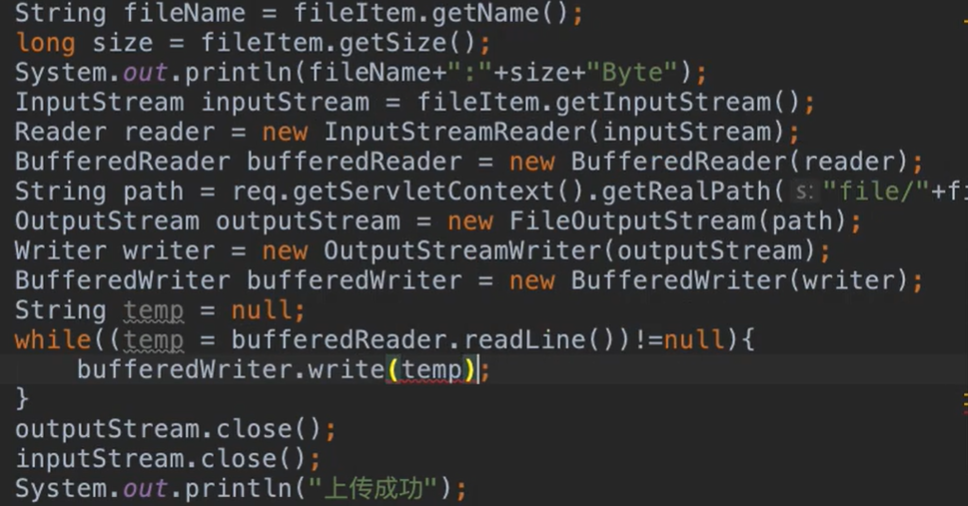 String fileName = fileItem.getName();
long size = fileItem.getSize();
System.out.println(fileName+":"+size+"Byte");
InputStream inputStream = fileItem.getInputStream();
Reader reader = new InputStreamReader(inputStream);
BufferedReader bufferedReader = new BufferedReader(reader);
String path = req.getServletContext().getRealPath( s: "file/"+fi
OutputStream outputStream = new FileOutputStream(path);
Writer writer = new OutputStreamWriter(outputStream);
BufferedWriter bufferedWriter = new BufferedWriter(writer);
String temp = null;
while((temp = bufferedReader.readLine())!=null){
    bufferedWriter.write(temp);
}
outputStream.close();
inputStream.close();
System.out.println("上传成功");